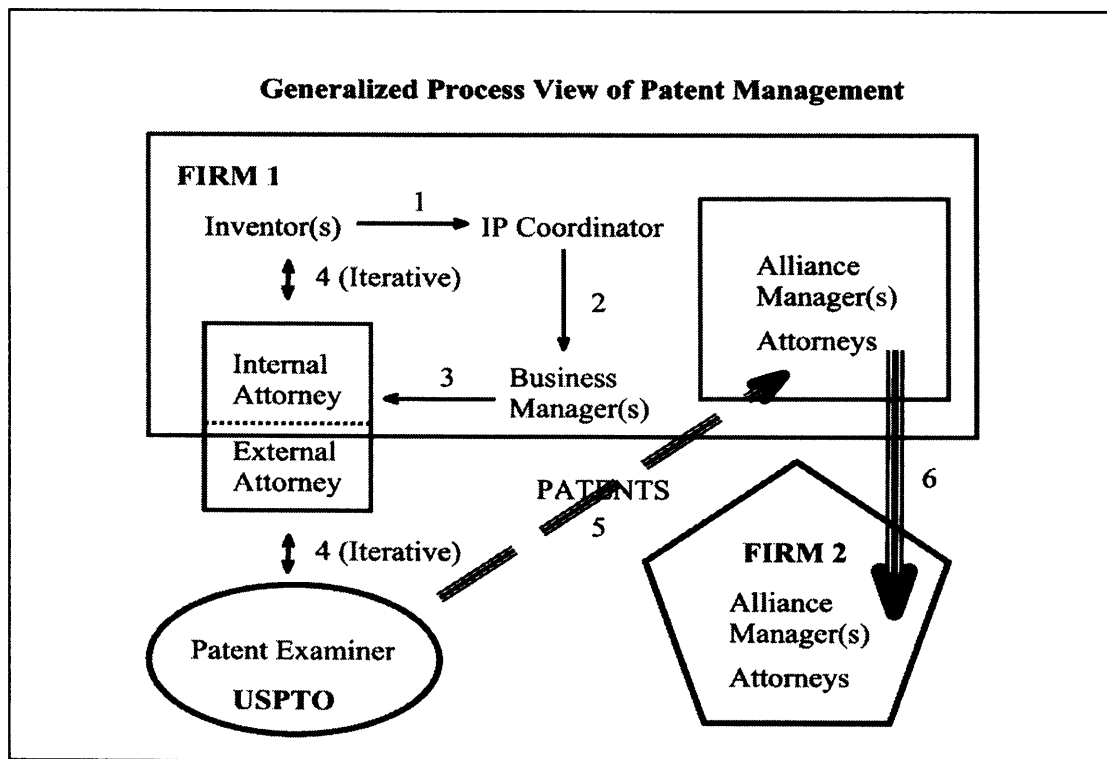 Generalized Process View of Patent Management
FIRM 1
1
Inventor(s)
IP Coordinator
4 (Iterative)
2
Alliance
Manager(s)
Attorneys
Internal
Attorney
3
Business
Manager(s)
External
Attorney
PATENTS
5
6
4 (Iterative)
FIRM 2
Alliance
Manager(s)
Attorneys
Patent Examiner
USPTO